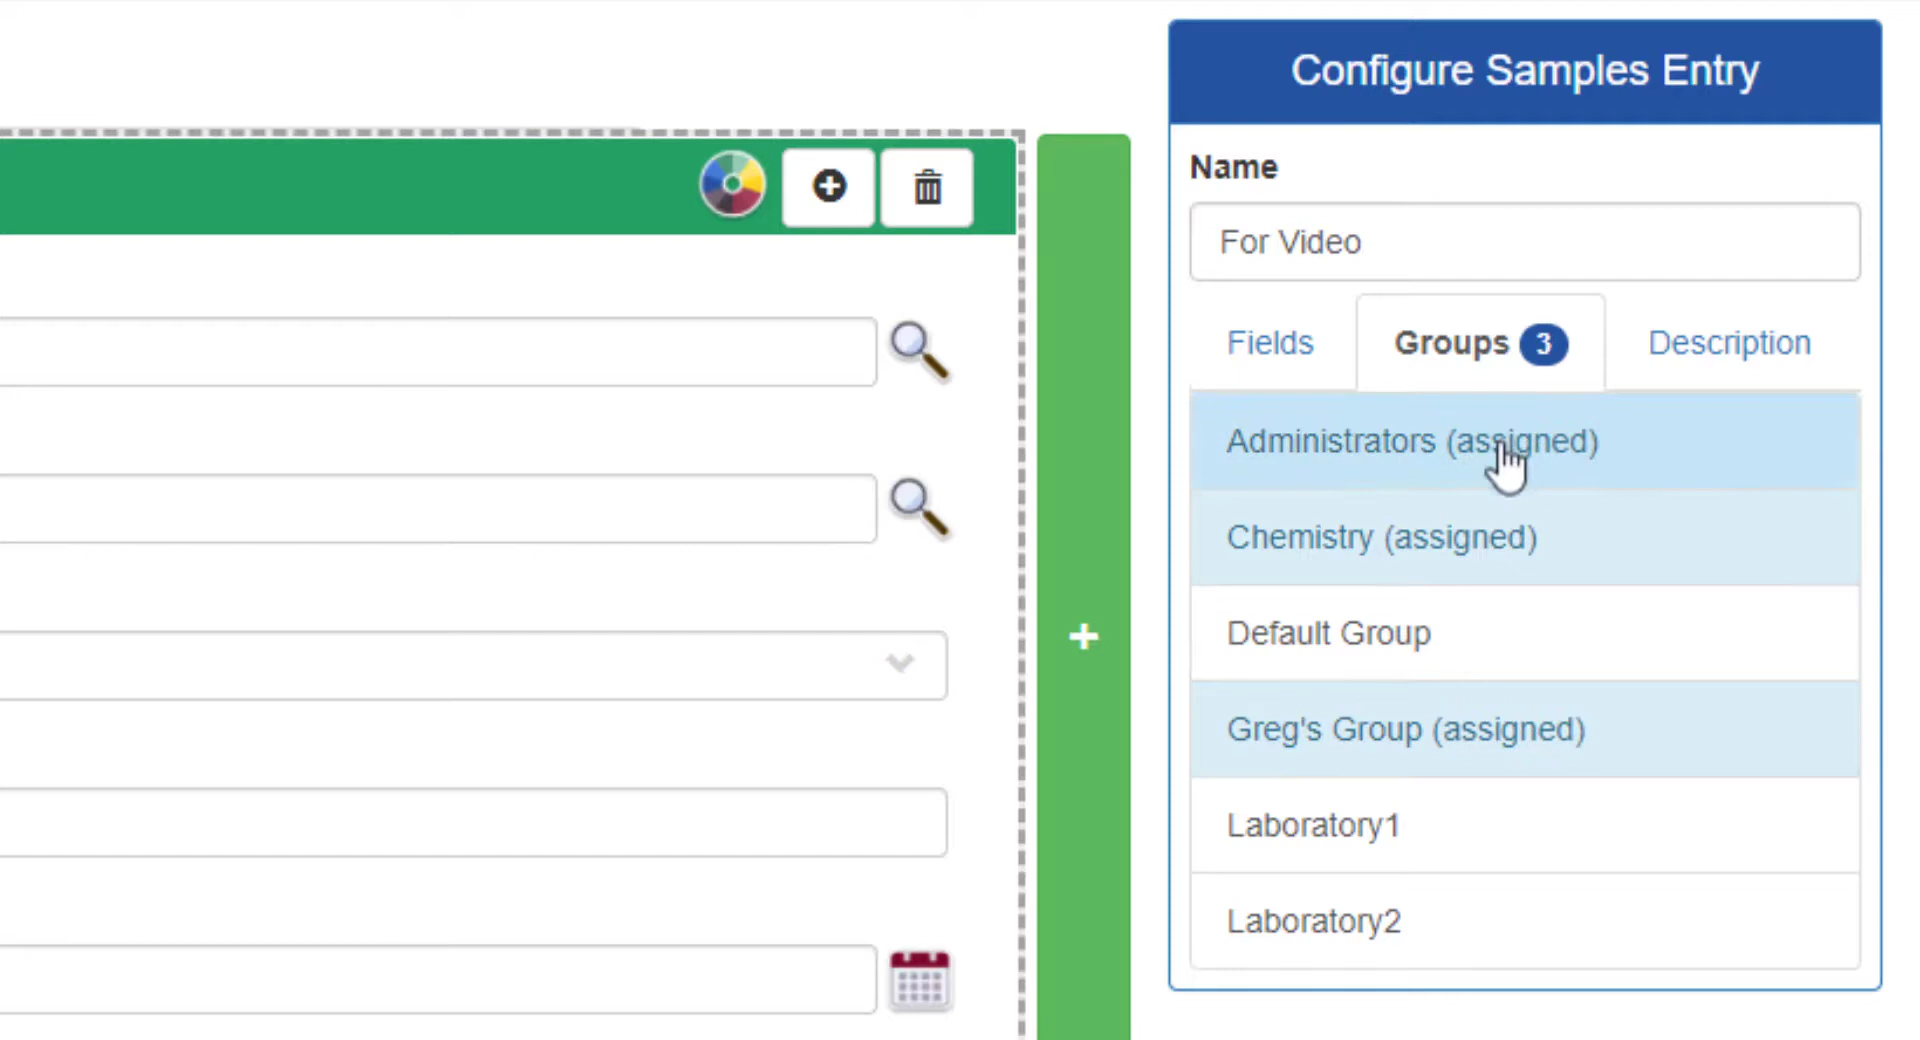 Configure Samples Entry
Name
For Video
Fields Groups 3 Description
Administrators (assigned)
Chemistry (assigned)
Default Group
Greg's Group (assigned)
Laboratory1
Laboratory2